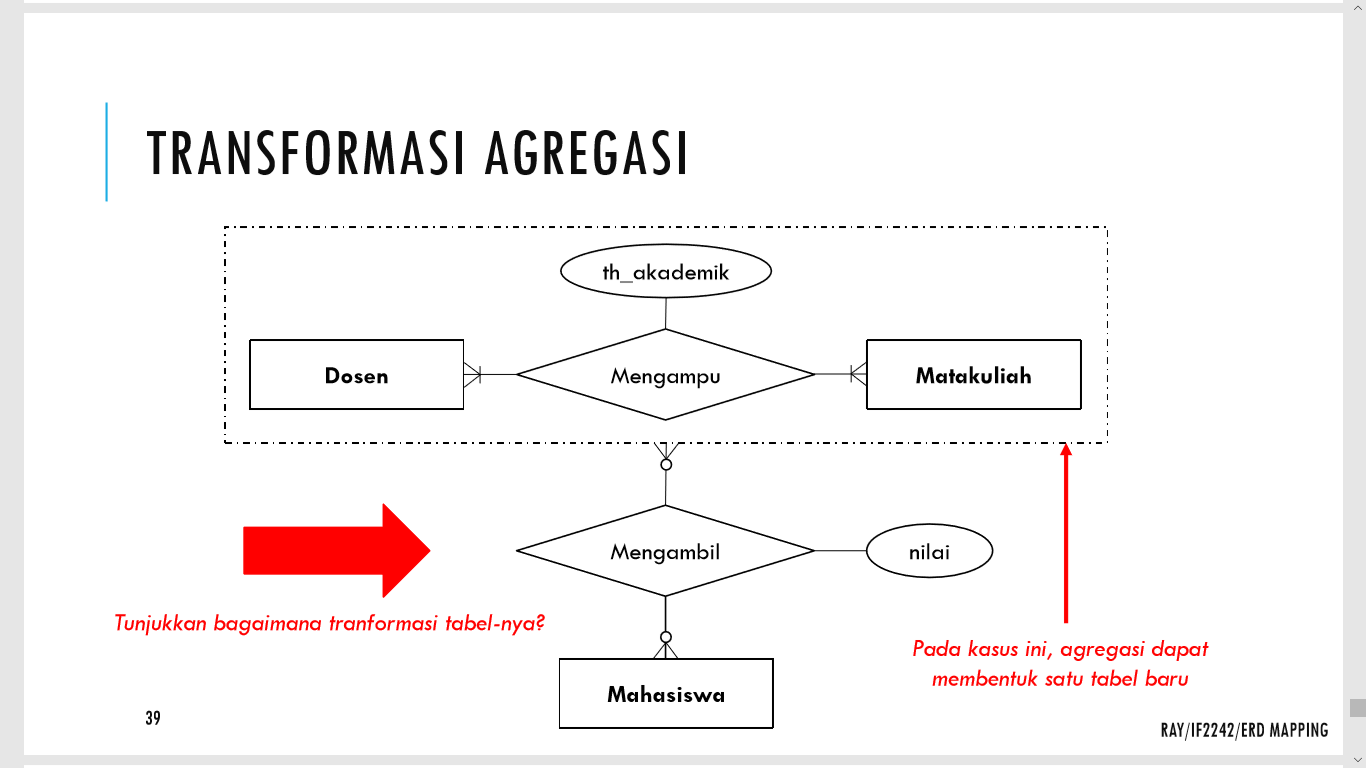 TRANSFORMASI AGREGASI
th_akademik
Dosen
Mengampu
Matakuliah
Mengambil
nilai
Tunjukkan bagaimana tranformasi tabel-nya?
Pada kasus ini, agregasi dapat
membentuk satu tabel baru
Mahasiswa
39
RAY/IF2242/ERD MAPPING